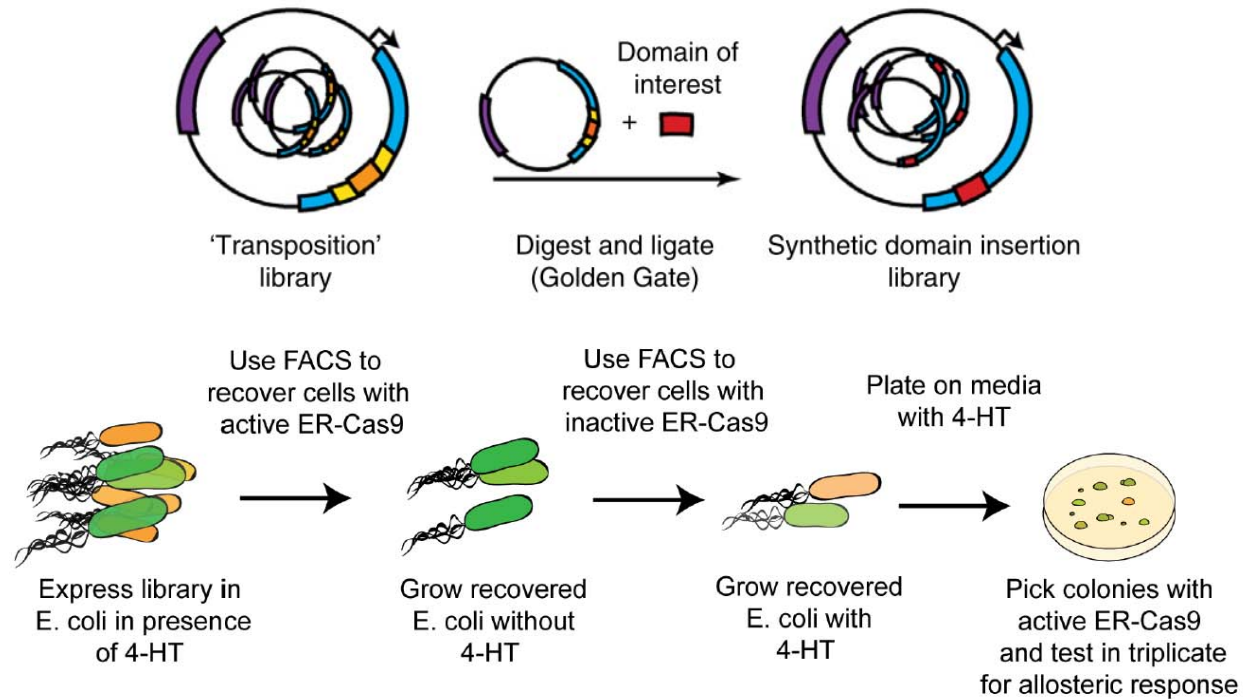 Domain of
interest
+
'Transposition'
library
Digest and ligate
(Golden Gate)
Synthetic domain insertion
library
Use FACS to
recover cells with
active ER-Cas9
Use FACS to
recover cells with
inactive ER-Cas9
Plate on media
with 4-HT
Express library in
E. coli in presence
of 4-HT
Grow recovered
E. coli without
4-HT
Grow recovered
E. coli with
4-HT
Pick colonies with
active ER-Cas9
and test in triplicate
for allosteric response